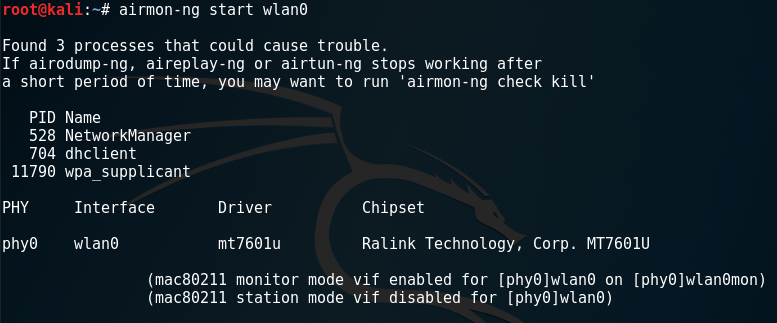 root@kali:~# airmon-ng start wlan0
Found 3 processes that could cause trouble.
If airodump-ng, aireplay-ng or airtun-ng stops working after
a short period of time, you may want to run 'airmon-ng check kill'
PID Name
528 NetworkManager
704 dhclient
11790 wpa_supplicant
PHY Interface Driver Chipset
phy0 wlan0 mt7601u Ralink Technology, Corp. MT7601U
(mac80211 monitor mode vif enabled for [phy0]wlan0 on [phy0]wlan0mon)
(mac80211 station mode vif disabled for [phy0]wlan0)